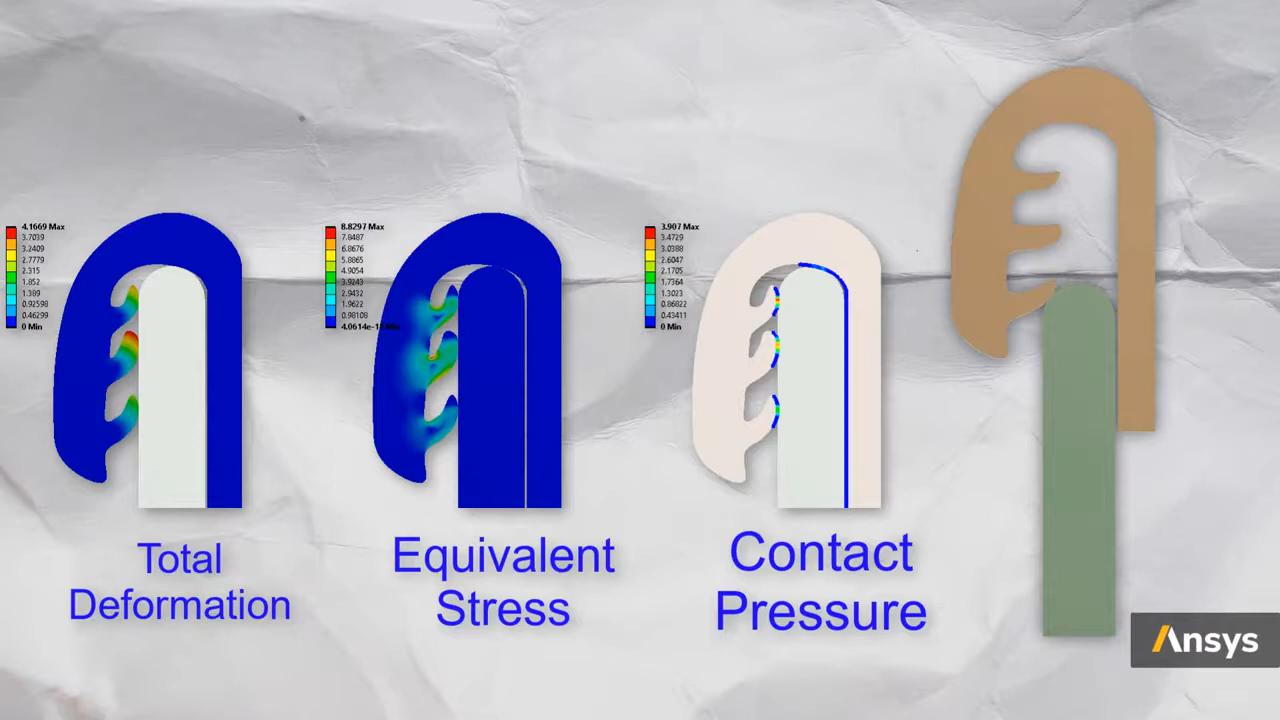 4.1669 Max
3.7039
3.2409
2.7779
2.315
1.852
1.389
0.92598
0.46299
0 Min
8.8297 Max
7.8487
6.8676
5.8865
4.9054
3.9243
2.9432
1.9622
0.98108
3.907 Max
3.4729
3.0388
2.6047
2.1705
1.7364
1.3023
0.86822
0.43411
0 Min
Total
Deformation
Equivalent
Stress
Contact
Pressure
Ansys